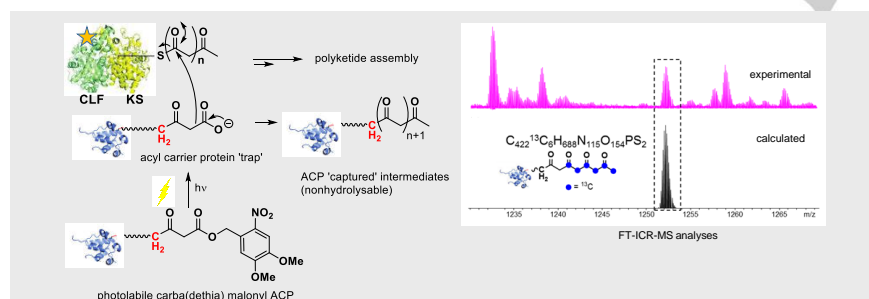 S
O
O
n
CLF KS
polyketide assembly
O
O
O⊖
C
H₂
acyl carrier protein 'trap'
O
O
C
H₂
n+1
ACP 'captured' intermediates
(nonhydrolysable)
hν
O
O
NO₂
C
H₂
O
OMe
OMe
photolabile carba(dethia) malonyl ACP
experimental
calculated
C₄₂₂¹³C₆H₆₈₈N₁₁₅O₁₅₄PS₂
O O O O
C
H₂
= ¹³C
1235 1240 1245 1250 1255 1260 1265 m/z
FT-ICR-MS analyses